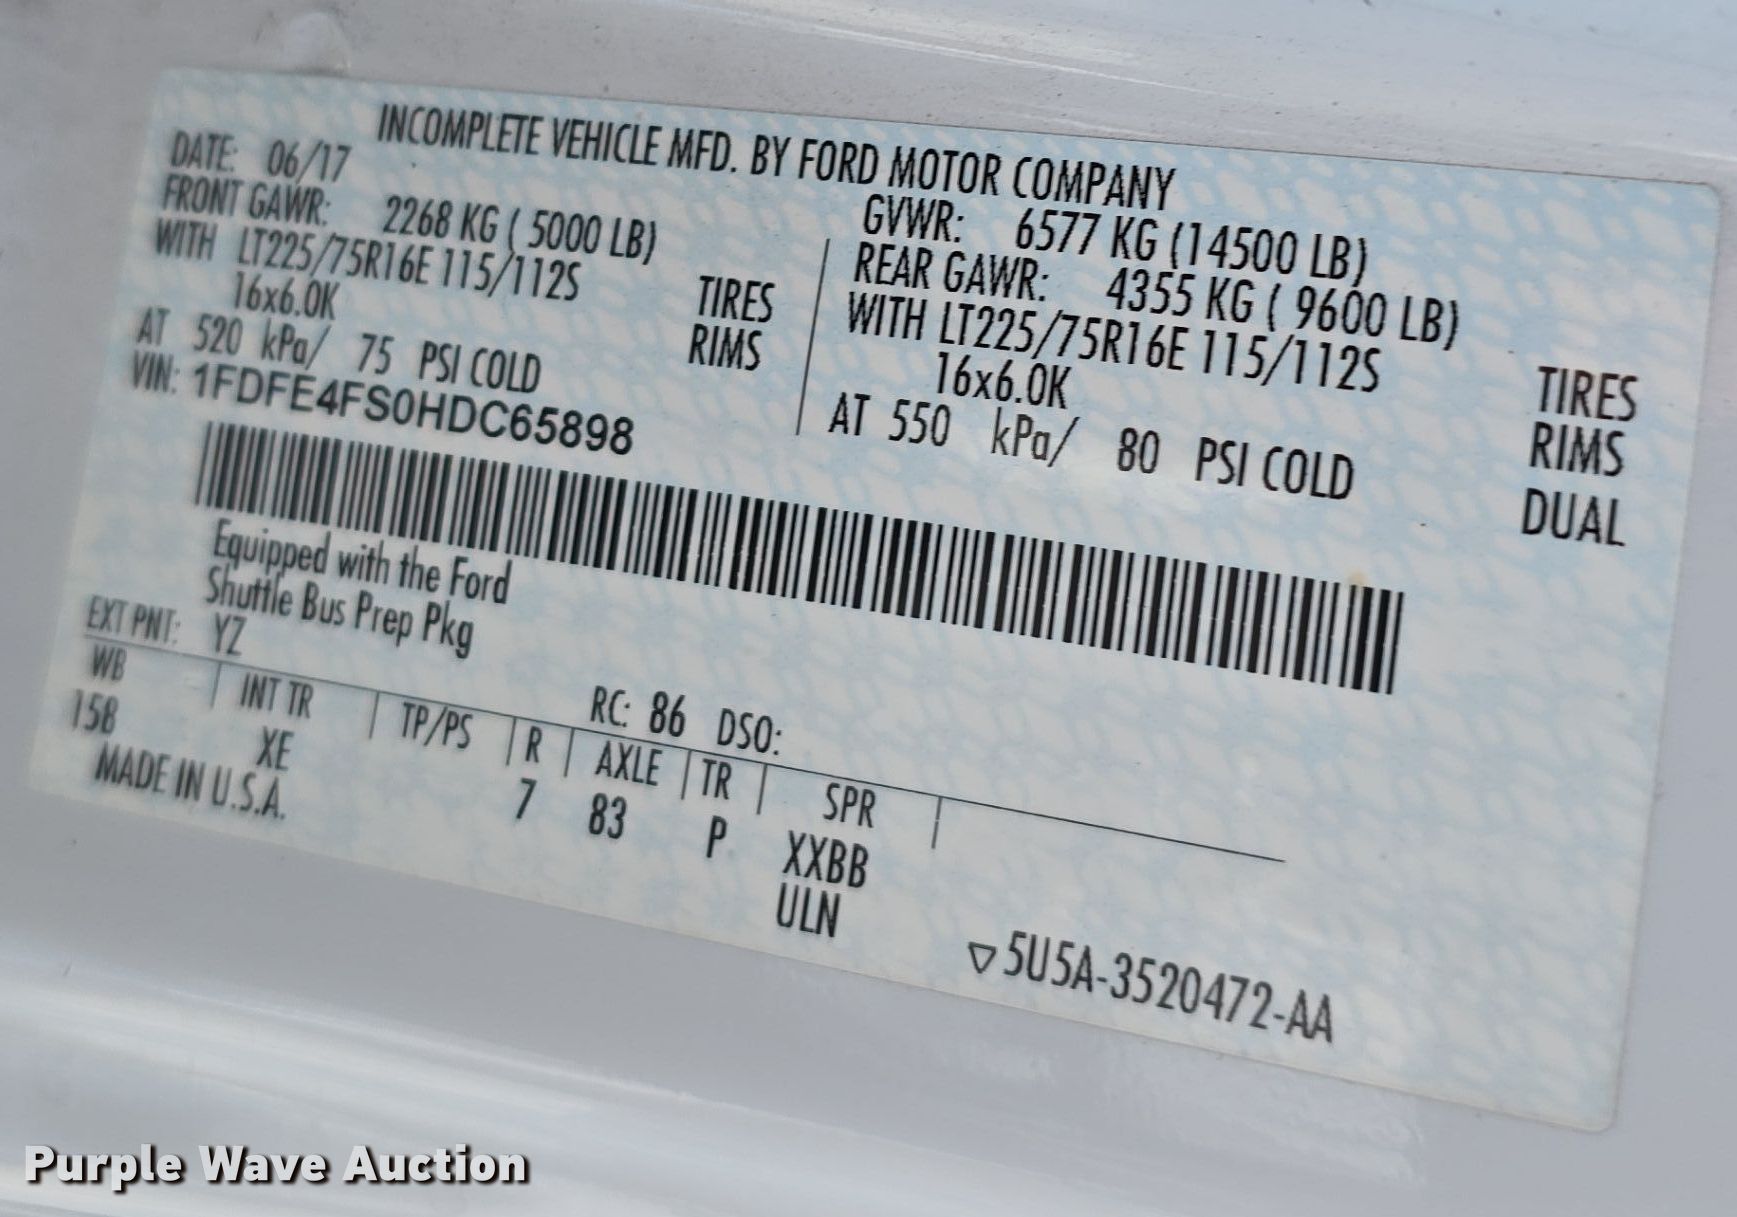 INCOMPLETE VEHICLE MFD. BY FORD MOTOR COMPANY
DATE: 06/17 GVWR: 6577 KG (14500 LB)
FRONT GAWR: 2268 KG ( 5000 LB) REAR GAWR: 4355 KG ( 9600 LB)
WITH LT225/75R16E 115/112S TIRES WITH LT225/75R16E 115/112S TIRES
16x6.0K RIMS 16x6.0K RIMS
AT 520 kPa/ 75 PSI COLD AT 550 kPa/ 80 PSI COLD DUAL
VIN: 1FDFE4FS0HDC65898
Equipped with the Ford
Shuttle Bus Prep Pkg
EXT PNT: YZ RC: 86 DSO:
WB INT TR TP/PS R AXLE TR SPR
158 XE 7 83 P XXBB
MADE IN U.S.A. ULN
▽5U5A-3520472-AA
Purple Wave Auction